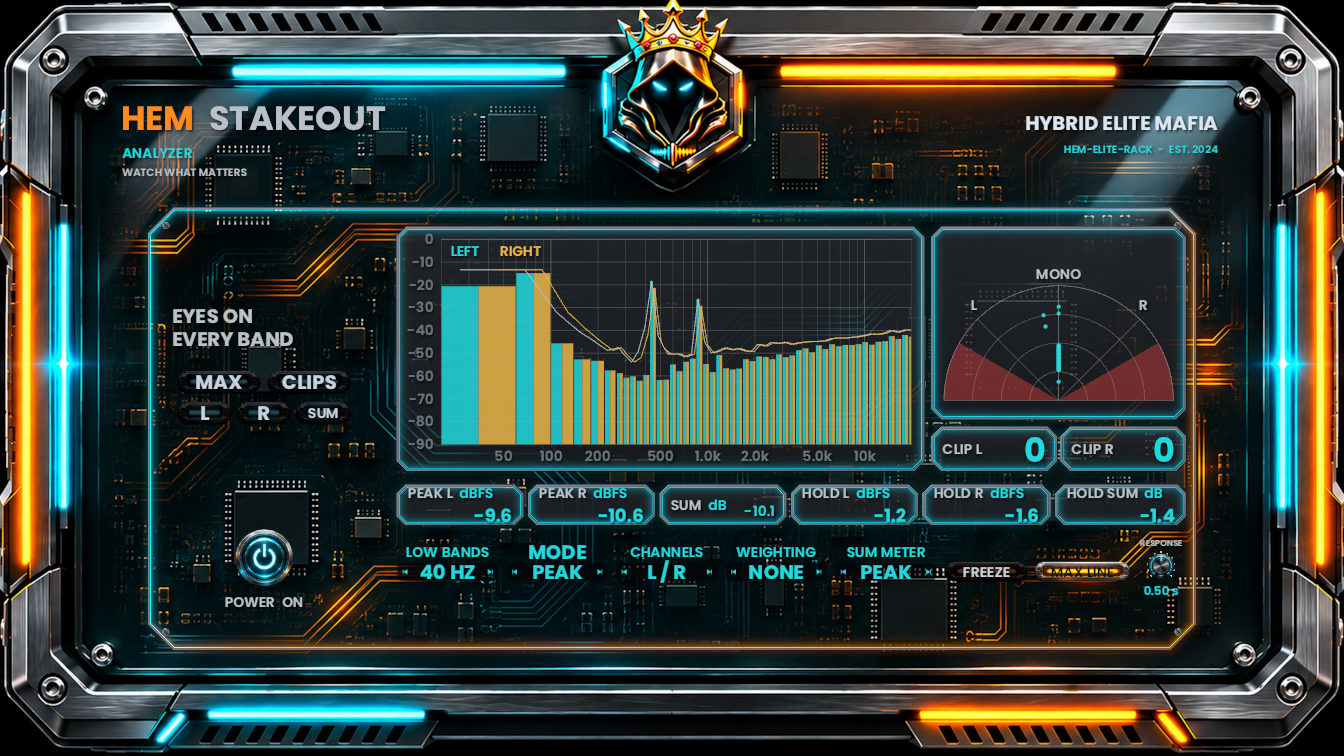 HEM STAKEOUT
ANALYZER
WATCH WHAT MATTERS
HYBRID ELITE MAFIA
HEM-ELITE-RACK - EST. 2024
EYES ON
EVERY BAND
MAX CLIPS
L R SUM
POWER ON
LEFT RIGHT
0
-10
-20
-30
-40
-50
-60
-70
-80
-90
50 100 200 500 1.0k 2.0k 5.0k 10k
MONO
L R
CLIP L 0
CLIP R 0
PEAK L dBFS
-9.6
PEAK R dBFS
-10.6
SUM dB -10.1
HOLD L dBFS
-1.2
HOLD R dBFS
-1.6
HOLD SUM dB
-1.4
LOW BANDS
40 HZ
MODE
PEAK
CHANNELS
L / R
WEIGHTING
NONE
SUM METER
PEAK
FREEZE
MAX LINE
RESPONSE
0.50 s